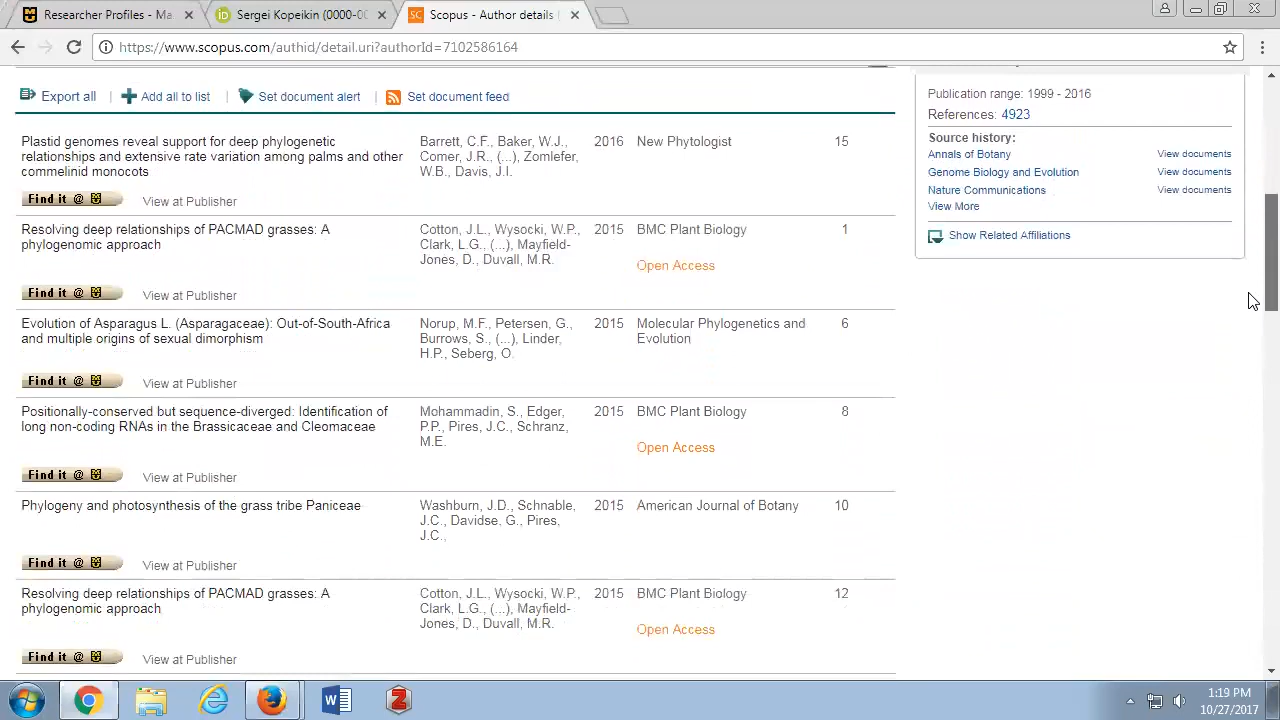 Researcher Profiles - Ma
Sergei Kopeikin (0000-00
SC
Scopus - Author details (
https://www.scopus.com/authid/detail.uri?authorId=7102586164
Export all | Add all to list | Set document alert | Set document feed
Plastid genomes reveal support for deep phylogenetic
relationships and extensive rate variation among palms and other
commelinid monocots
Barrett, C.F., Baker, W.J.,
Comer, J.R., (...), Zomlefer,
W.B., Davis, J.I.
2016
New Phytologist
15
Find it @
View at Publisher
Resolving deep relationships of PACMAD grasses: A
phylogenomic approach
Cotton, J.L., Wysocki, W.P.,
Clark, L.G., (...), Mayfield-
Jones, D., Duvall, M.R.
2015
BMC Plant Biology
Open Access
1
Find it @
View at Publisher
Evolution of Asparagus L. (Asparagaceae): Out-of-South-Africa
and multiple origins of sexual dimorphism
Norup, M.F., Petersen, G.,
Burrows, S., (...), Linder,
H.P., Seberg, O.
2015
Molecular Phylogenetics and
Evolution
6
Find it @
View at Publisher
Positionally-conserved but sequence-diverged: Identification of
long non-coding RNAs in the Brassicaceae and Cleomaceae
Mohammadin, S., Edger,
P.P., Pires, J.C., Schranz,
M.E.
2015
BMC Plant Biology
Open Access
8
Find it @
View at Publisher
Phylogeny and photosynthesis of the grass tribe Paniceae
Washburn, J.D., Schnable,
J.C., Davidse, G., Pires,
J.C.,
2015
American Journal of Botany
10
Find it @
View at Publisher
Resolving deep relationships of PACMAD grasses: A
phylogenomic approach
Cotton, J.L., Wysocki, W.P.,
Clark, L.G., (...), Mayfield-
Jones, D., Duvall, M.R.
2015
BMC Plant Biology
Open Access
12
Find it @
View at Publisher
Publication range: 1999 - 2016
References: 4923
Source history:
Annals of Botany View documents
Genome Biology and Evolution View documents
Nature Communications View documents
View More
Show Related Affiliations
1:19 PM
10/27/2017